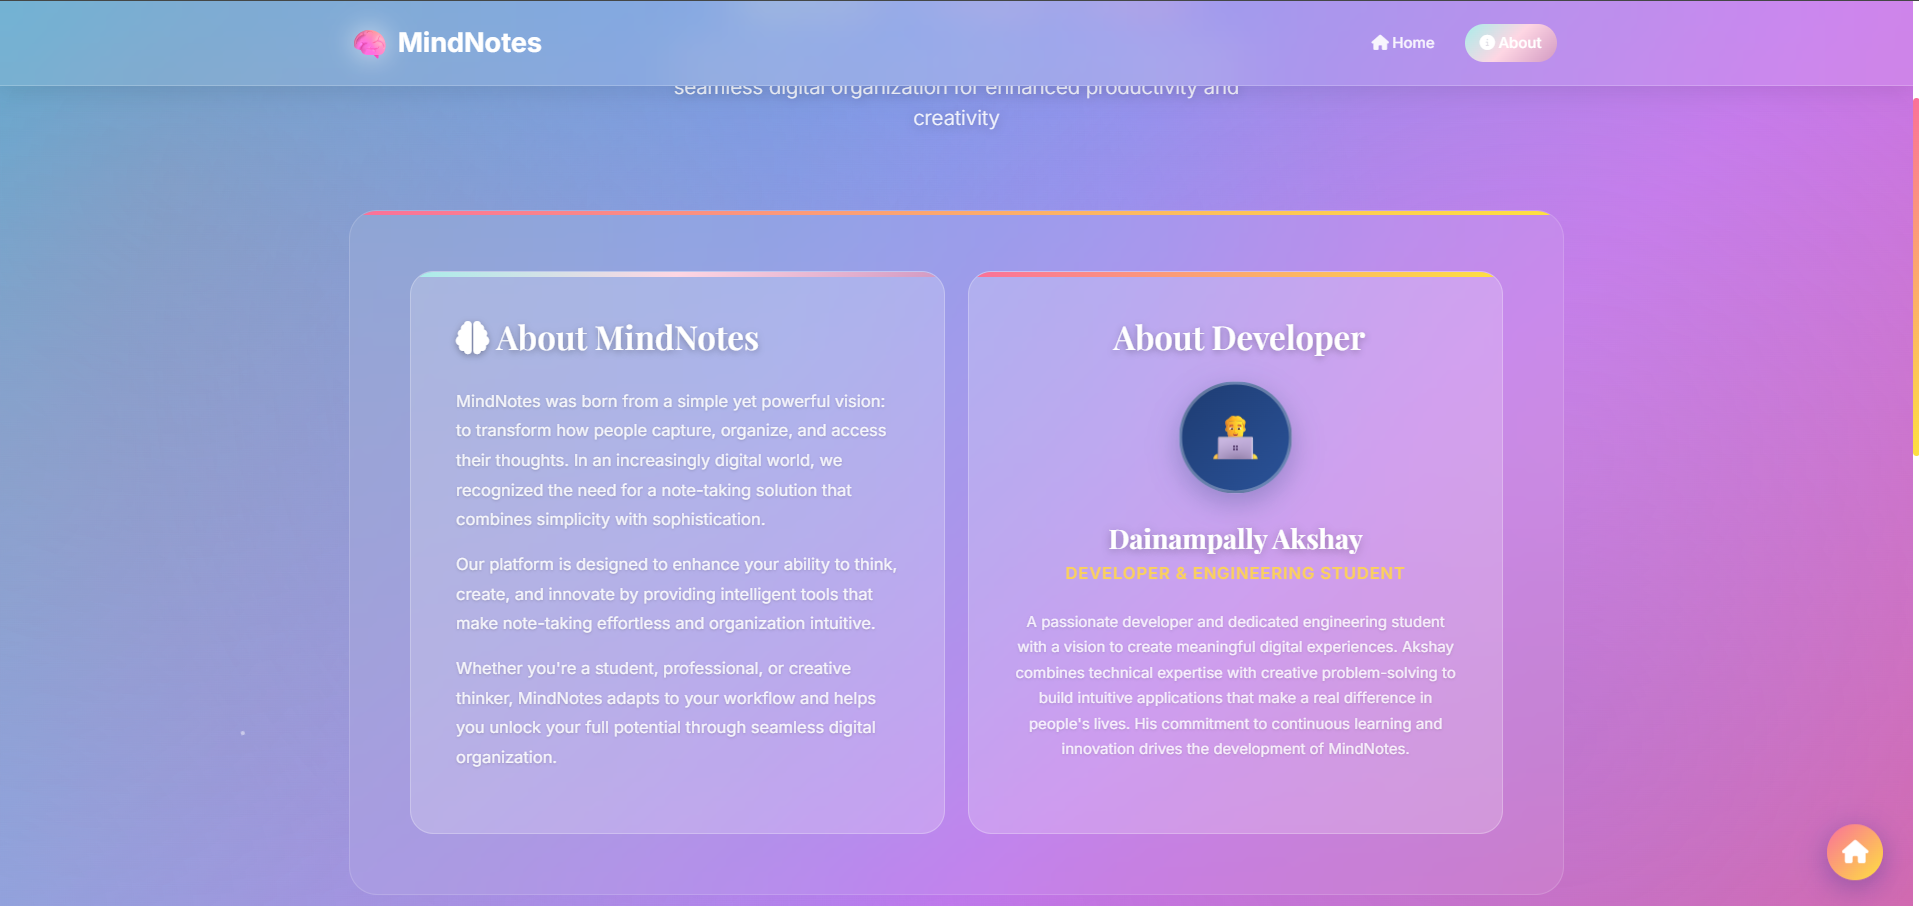 MindNotes
Home
About
seamless digital organization for enhanced productivity and
creativity
About MindNotes
MindNotes was born from a simple yet powerful vision:
to transform how people capture, organize, and access
their thoughts. In an increasingly digital world, we
recognized the need for a note-taking solution that
combines simplicity with sophistication.
Our platform is designed to enhance your ability to think,
create, and innovate by providing intelligent tools that
make note-taking effortless and organization intuitive.
Whether you're a student, professional, or creative
thinker, MindNotes adapts to your workflow and helps
you unlock your full potential through seamless digital
organization.
About Developer
Dainampally Akshay
DEVELOPER & ENGINEERING STUDENT
A passionate developer and dedicated engineering student
with a vision to create meaningful digital experiences. Akshay
combines technical expertise with creative problem-solving to
build intuitive applications that make a real difference in
people's lives. His commitment to continuous learning and
innovation drives the development of MindNotes.